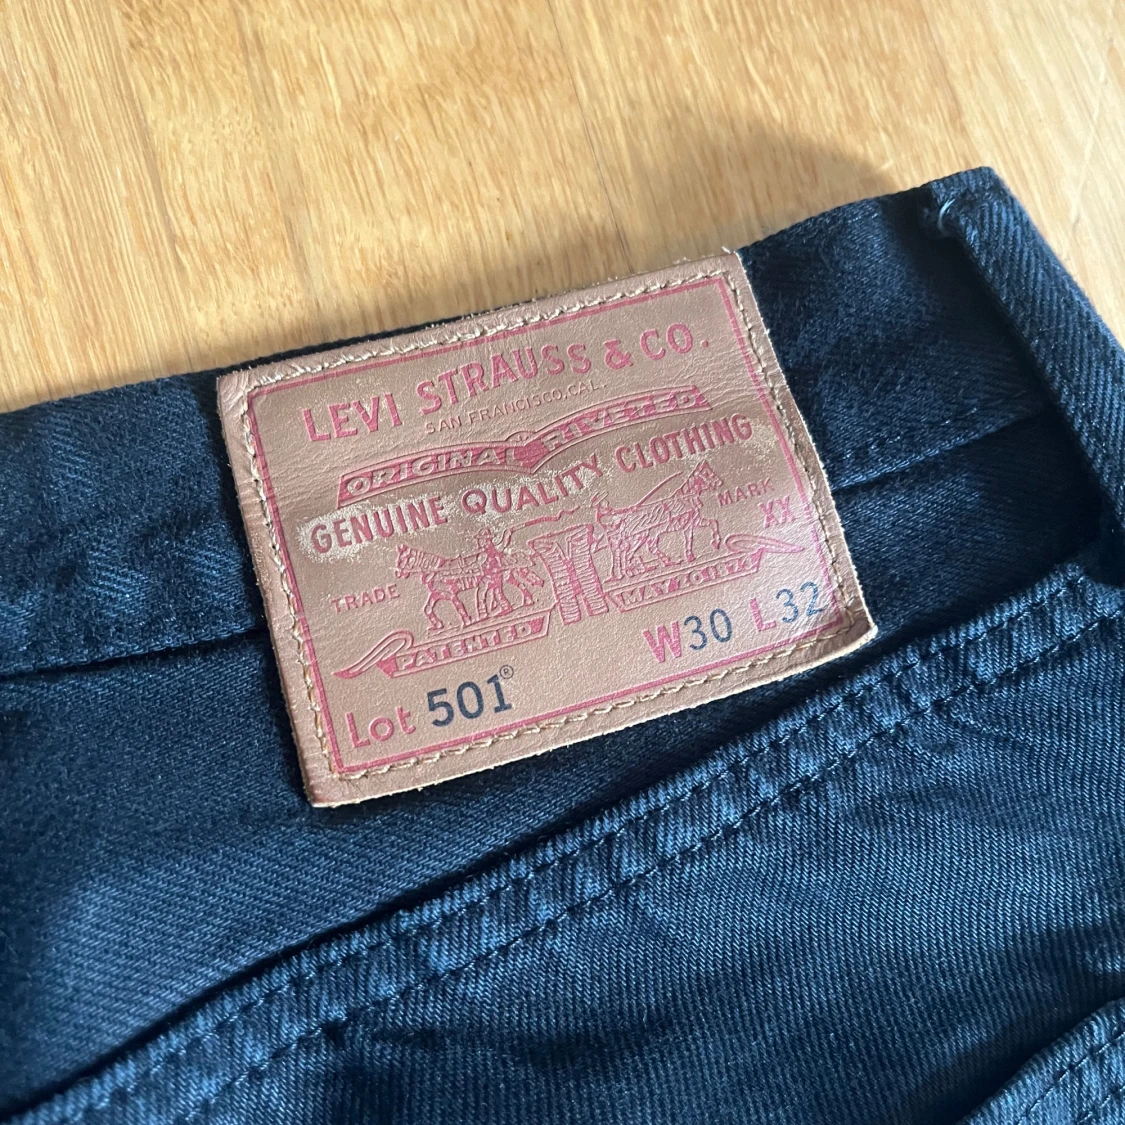 LEVI STRAUSS & CO.
SAN FRANCISCO, CAL.
ORIGINAL RIVETED
GENUINE QUALITY CLOTHING
TRADE MARK
XX
PATENTED MAY 20 1873
W30 L32
Lot 501®